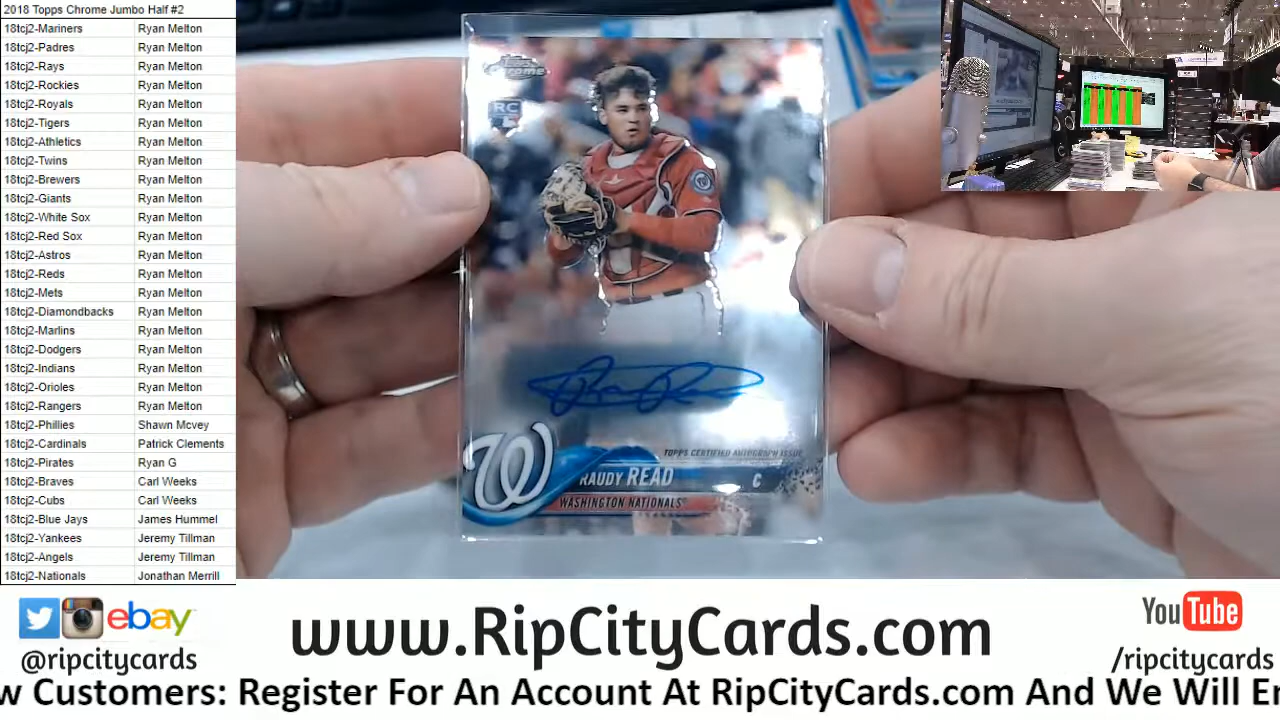 2018 Topps Chrome Jumbo Half #2
18tcj2-Mariners Ryan Melton
18tcj2-Padres Ryan Melton
18tcj2-Rays Ryan Melton
18tcj2-Rockies Ryan Melton
18tcj2-Royals Ryan Melton
18tcj2-Tigers Ryan Melton
18tcj2-Athletics Ryan Melton
18tcj2-Twins Ryan Melton
18tcj2-Brewers Ryan Melton
18tcj2-Giants Ryan Melton
18tcj2-White Sox Ryan Melton
18tcj2-Red Sox Ryan Melton
18tcj2-Astros Ryan Melton
18tcj2-Reds Ryan Melton
18tcj2-Mets Ryan Melton
18tcj2-Diamondbacks Ryan Melton
18tcj2-Marlins Ryan Melton
18tcj2-Dodgers Ryan Melton
18tcj2-Indians Ryan Melton
18tcj2-Orioles Ryan Melton
18tcj2-Rangers Ryan Melton
18tcj2-Phillies Shawn Mcvey
18tcj2-Cardinals Patrick Clements
18tcj2-Pirates Ryan G
18tcj2-Braves Carl Weeks
18tcj2-Cubs Carl Weeks
18tcj2-Blue Jays James Hummel
18tcj2-Yankees Jeremy Tillman
18tcj2-Angels Jeremy Tillman
18tcj2-Nationals Jonathan Merrill
Topps Chrome
RC
W
TOPPS CERTIFIED AUTOGRAPH ISSUE
RAUDY READ C
WASHINGTON NATIONALS
ebay
@ripcitycards
www.RipCityCards.com
YouTube
/ripcitycards
w Customers: Register For An Account At RipCityCards.com And We Will En